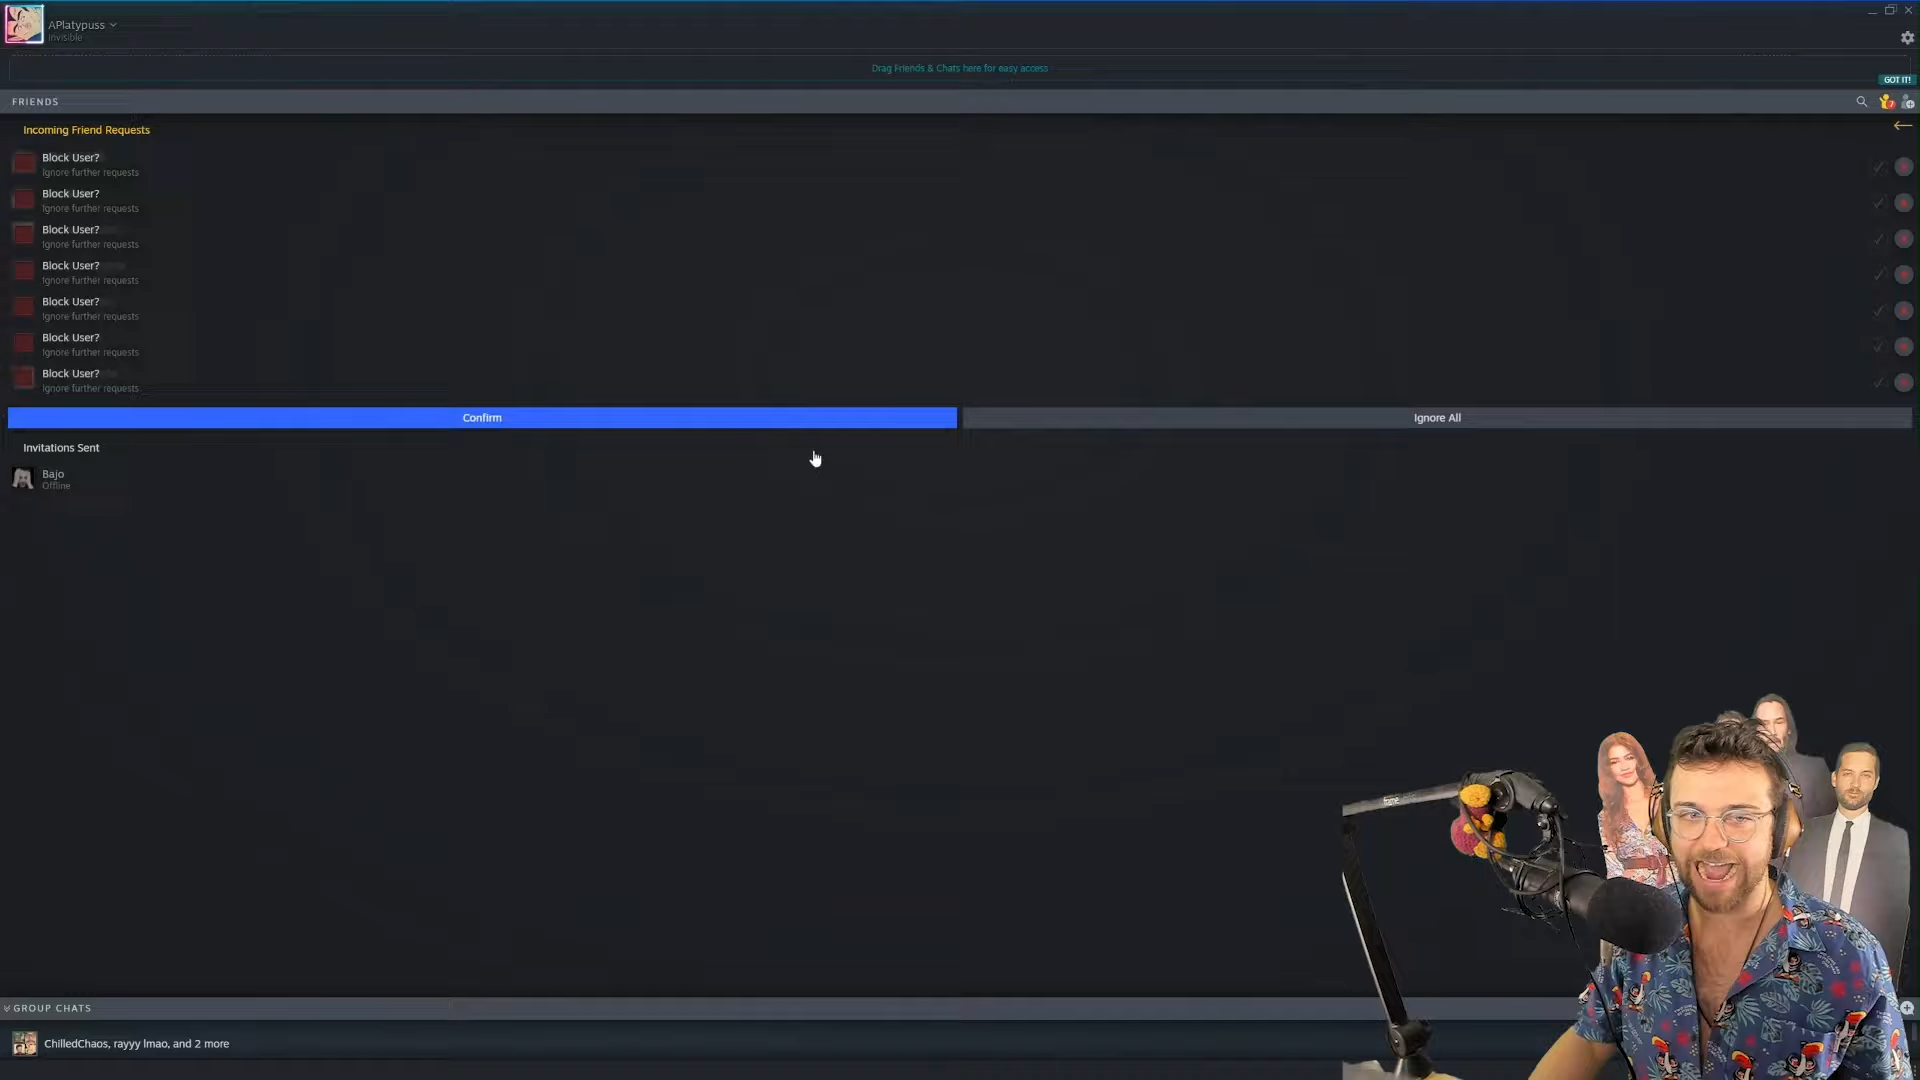 APlatypuss
Invisible
Drag Friends & Chats here for easy access
GOT IT!
FRIENDS
7
Incoming Friend Requests
Block User?
Ignore further requests
Block User?
Ignore further requests
Block User?
Ignore further requests
Block User?
Ignore further requests
Block User?
Ignore further requests
Block User?
Ignore further requests
Block User?
Ignore further requests
Confirm
Ignore All
Invitations Sent
Bajo
Offline
frame
GROUP CHATS
ChilledChaos, rayyy lmao, and 2 more